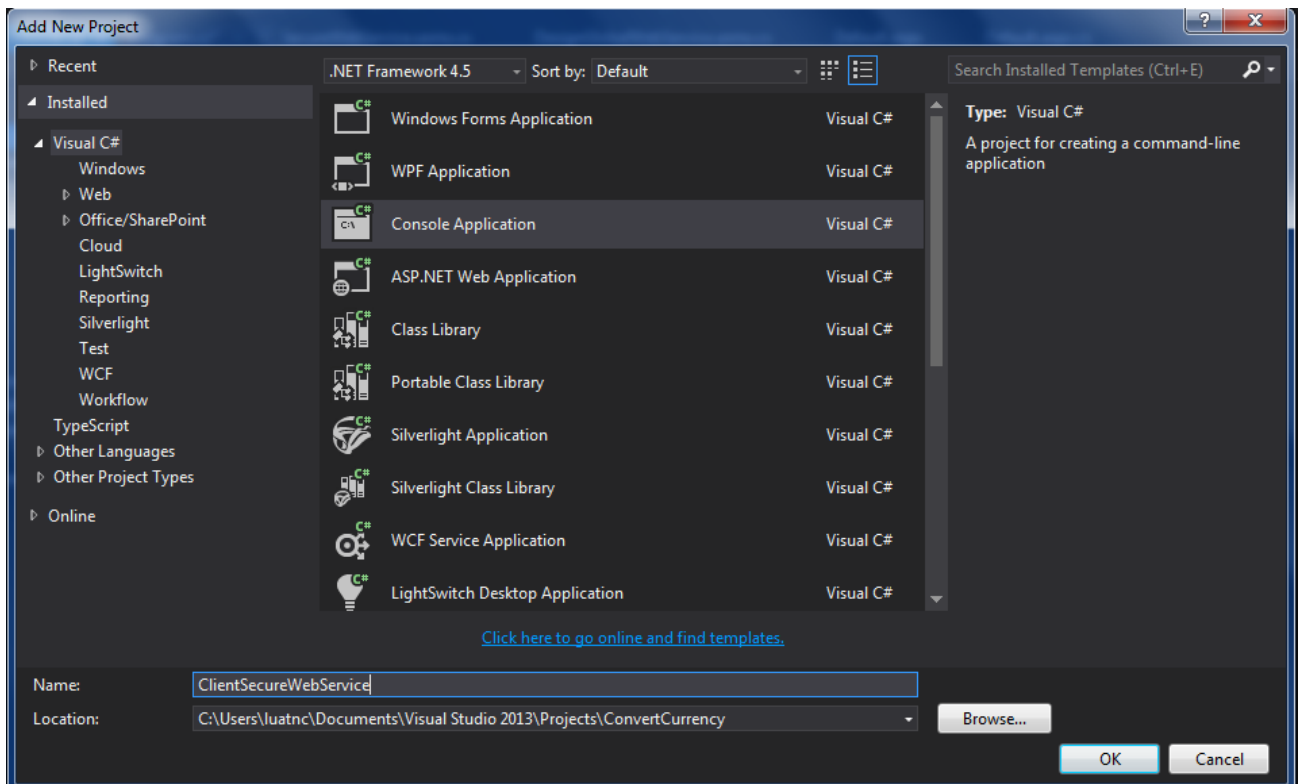 Add New Project
Recent
Installed
Visual C#
Windows
Web
Office/SharePoint
Cloud
LightSwitch
Reporting
Silverlight
Test
WCF
Workflow
TypeScript
Other Languages
Other Project Types
Online
.NET Framework 4.5 Sort by: Default
Windows Forms Application Visual C#
WPF Application Visual C#
Console Application Visual C#
ASP.NET Web Application Visual C#
Class Library Visual C#
Portable Class Library Visual C#
Silverlight Application Visual C#
Silverlight Class Library Visual C#
WCF Service Application Visual C#
LightSwitch Desktop Application Visual C#
Click here to go online and find templates.
Search Installed Templates (Ctrl+E)
Type: Visual C#
A project for creating a command-line
application
Name: ClientSecureWebService
Location: C:\Users\luatnc\Documents\Visual Studio 2013\Projects\ConvertCurrency Browse...
OK Cancel